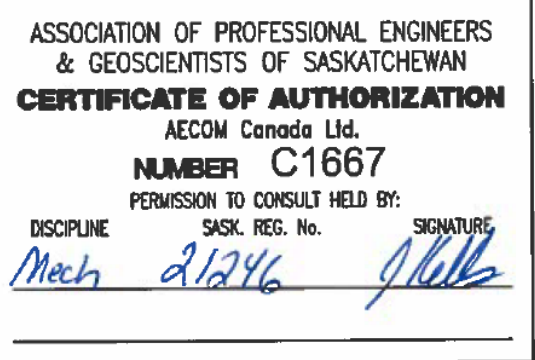 ASSOCIATION OF PROFESSIONAL ENGINEERS
& GEOSCIENTISTS OF SASKATCHEWAN
CERTIFICATE OF AUTHORIZATION
AECOM Canada Ltd.
NUMBER C1667
PERMISSION TO CONSULT HELD BY:
DISCIPLINE SASK. REG. No. SIGNATURE
Mech 21246